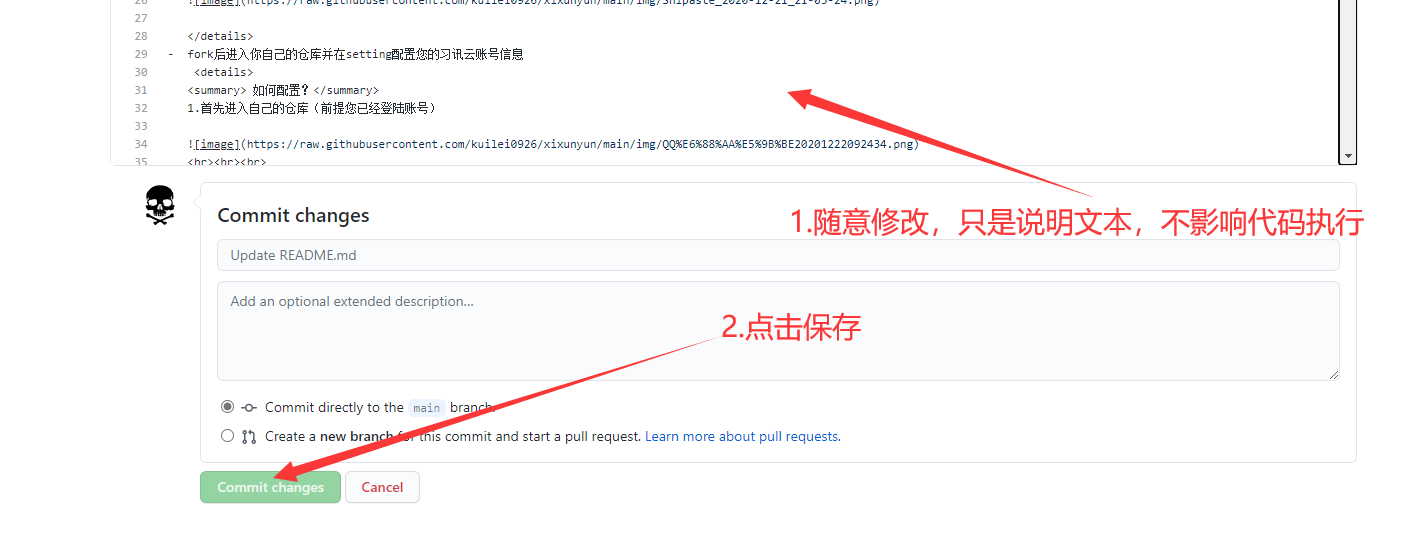 26 ![image](https://raw.githubusercontent.com/kuilei0926/xixunyun/main/img/Snipaste_2020-12-21_21-05-24.png)
27
28 </details>
29 - fork后进入你自己的仓库并在setting配置您的习讯云账号信息
30 <details>
31 <summary> 如何配置? </summary>
32 1.首先进入自己的仓库（前提您已经登陆账号）
33
34 ![image](https://raw.githubusercontent.com/kuilei0926/xixunyun/main/img/QQ%E6%88%AA%E5%9B%BE20201222092434.png)
35 <hr><hr><hr>
Commit changes
1.随意修改，只是说明文本，不影响代码执行
Update README.md
Add an optional extended description...
2.点击保存
Commit directly to the main branch.
Create a new branch for this commit and start a pull request. Learn more about pull requests.
Commit changes Cancel